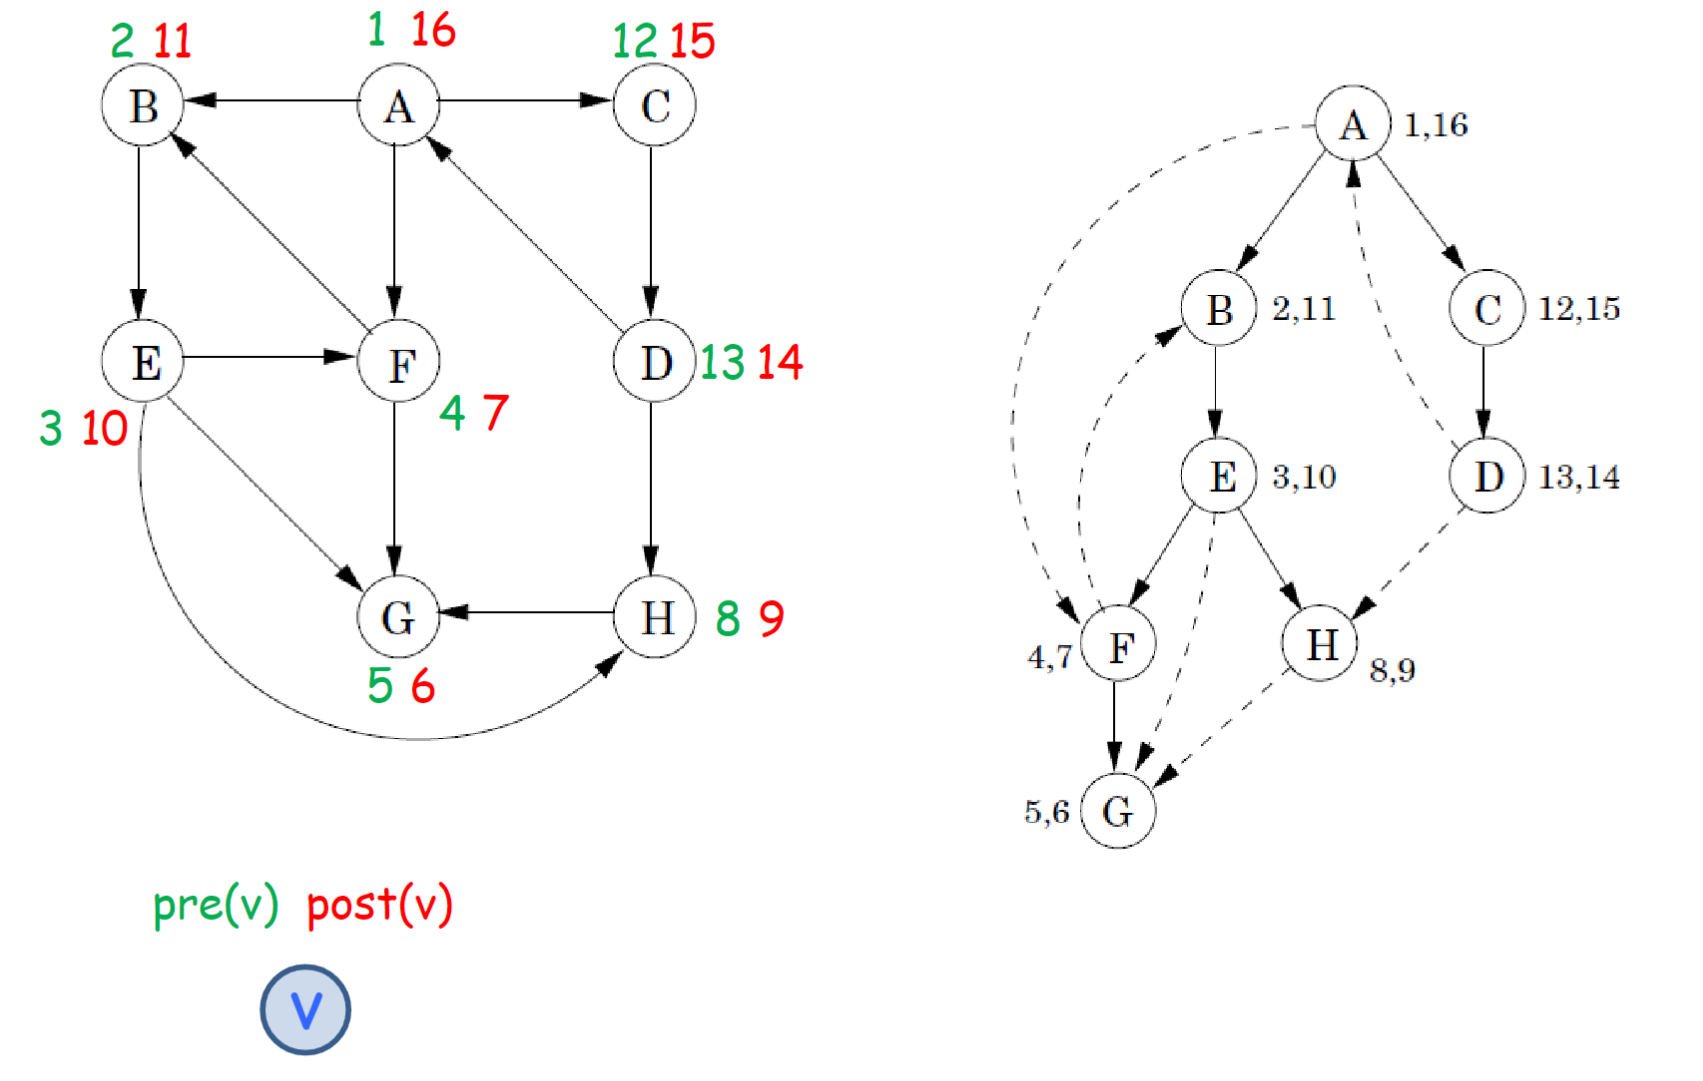 2 11
1 16
12 15
B
A
C
E
F
D
13 14
3 10
4 7
G
H
8 9
5 6
pre(v) post(v)
V
A 1,16
B 2,11
C 12,15
E 3,10
D 13,14
4,7 F
H 8,9
5,6 G